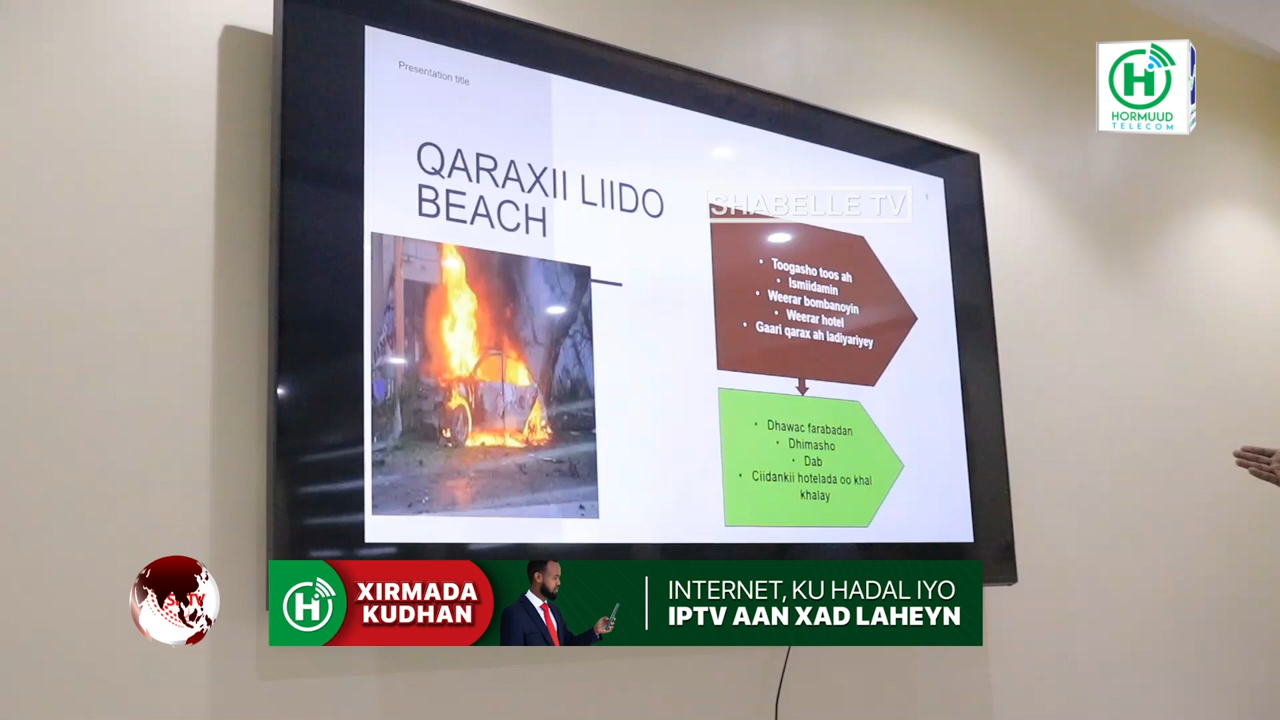 Presentation title
QARAXII LIIDO
BEACH
SHABELLE TV
• Toogasho toos ah
• Ismiidamin
• Weerar bombanoyin
• Weerar hotel
• Gaari qarax ah ladiyariyey
• Dhawac farabadan
• Dhimasho
• Dab
• Ciidankii hotelada oo khal
khalay
HORMUUD
TELECOM
XIRMADA
KUDHAN
INTERNET, KU HADAL IYO
IPTV AAN XAD LAHEYN